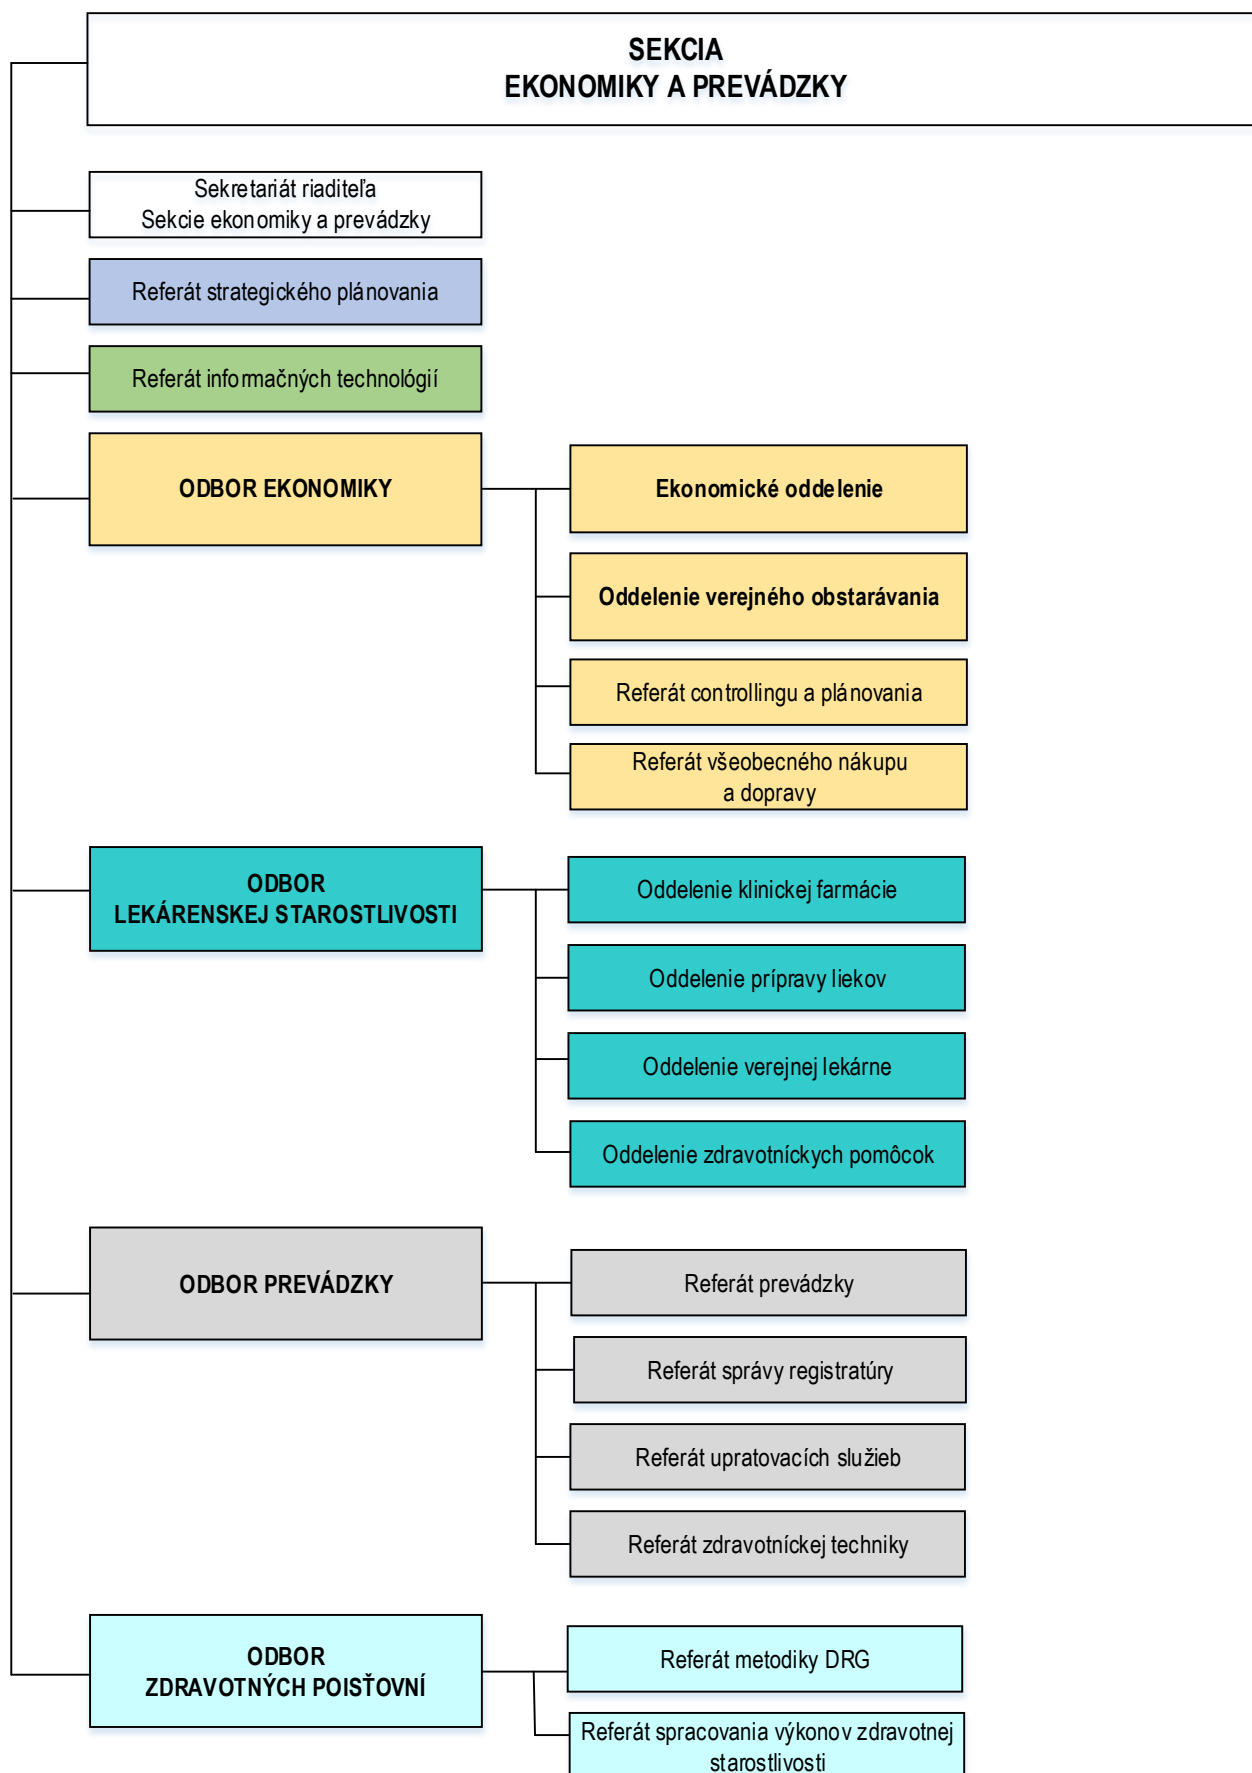 SEKCIA
EKONOMIKY A PREVÁDZKY
Sekretariát riaditeľa
Sekcie ekonomiky a prevádzky
Referát strategického plánovania
Referát informačných technológií
ODBOR EKONOMIKY
Ekonomické oddelenie
Oddelenie verejného obstarávania
Referát controllingu a plánovania
Referát všeobecného nákupu
a dopravy
ODBOR
LEKÁRENSKEJ STAROSTLIVOSTI
Oddelenie klinickej farmácie
Oddelenie prípravy liekov
Oddelenie verejnej lekárne
Oddelenie zdravotníckych pomôcok
ODBOR PREVÁDZKY
Referát prevádzky
Referát správy registratúry
Referát upratovacích služieb
Referát zdravotníckej techniky
ODBOR
ZDRAVOTNÝCH POISŤOVNÍ
Referát metodiky DRG
Referát spracovania výkonov zdravotnej
starostlivosti